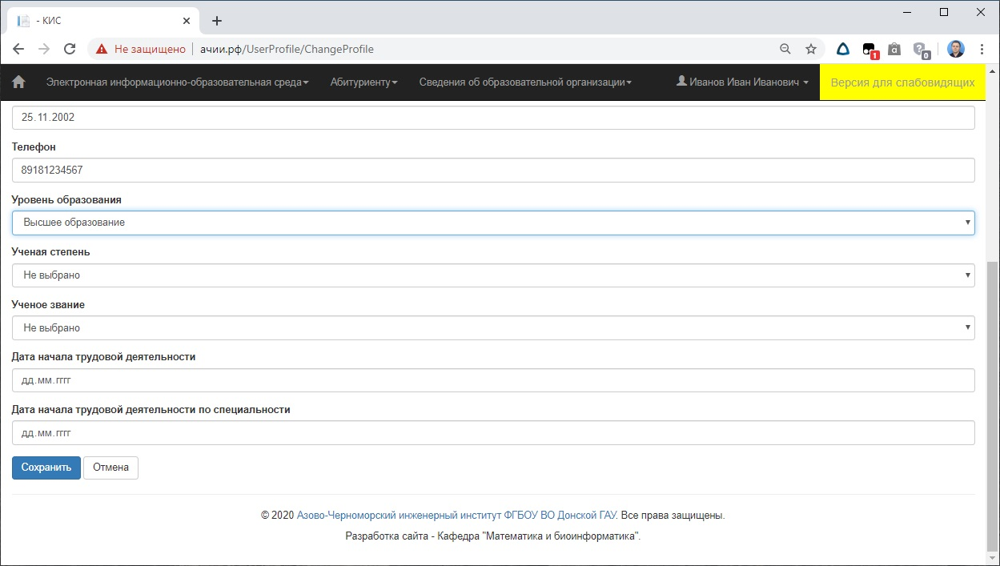 - КИС
Не защищено
ачии.рф/UserProfile/ChangeProfile
1
a
0
Электронная информационно-образовательная среда
Абитуриенту
Сведения об образовательной организации
Иванов Иван Иванович
Версия для слабовидящих
25.11.2002
Телефон
89181234567
Уровень образования
Высшее образование
Ученая степень
Не выбрано
Ученое звание
Не выбрано
Дата начала трудовой деятельности
дд.мм.гггг
Дата начала трудовой деятельности по специальности
дд.мм.гггг
Сохранить
Отмена
© 2020 Азово-Черноморский инженерный институт ФГБОУ ВО Донской ГАУ. Все права защищены.
Разработка сайта - Кафедра "Математика и биоинформатика".